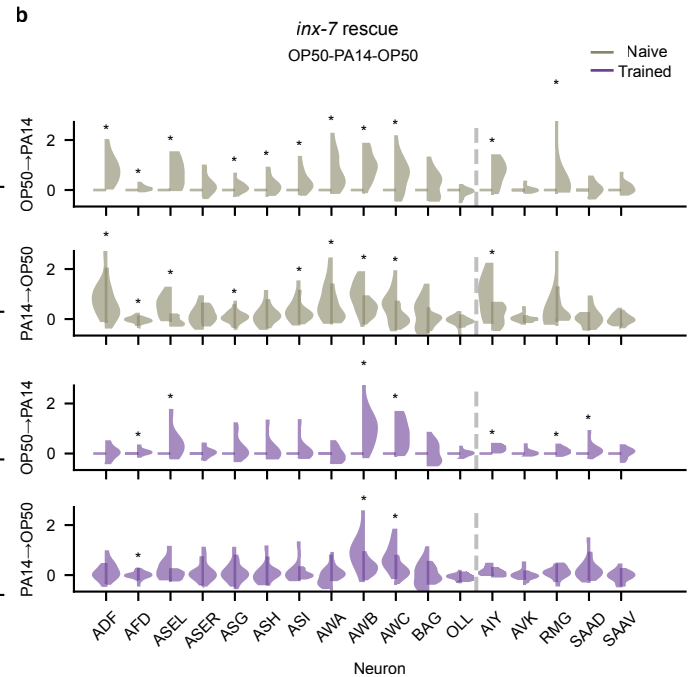 b
inx-7 rescue
OP50-PA14-OP50
Naive
Trained
OP50→PA14
2
0
* * * * * * * * * * * *
PA14→OP50
2
0
* * * * * * * * * *
OP50→PA14
2
0
* * * * * * *
PA14→OP50
2
0
* * *
ADF AFD ASEL ASER ASG ASH ASI AWA AWB AWC BAG OLL AIY AVK RMG SAAD SAAV
Neuron